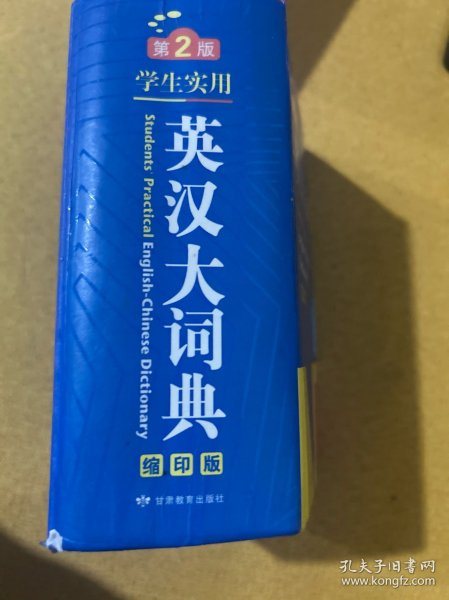 第2版
学生实用
英汉大词典
Students' Practical English-Chinese Dictionary
缩印版
甘肃教育出版社
孔夫子旧书网
www.kongfz.com